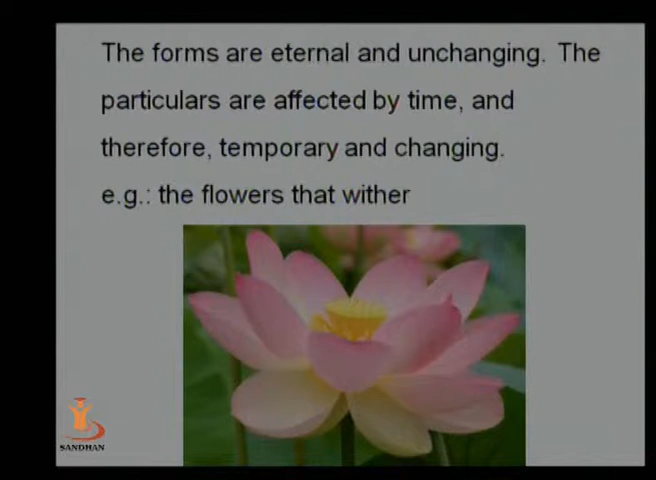 The forms are eternal and unchanging. The
particulars are affected by time, and
therefore, temporary and changing.
e.g.: the flowers that wither
SANDHAN